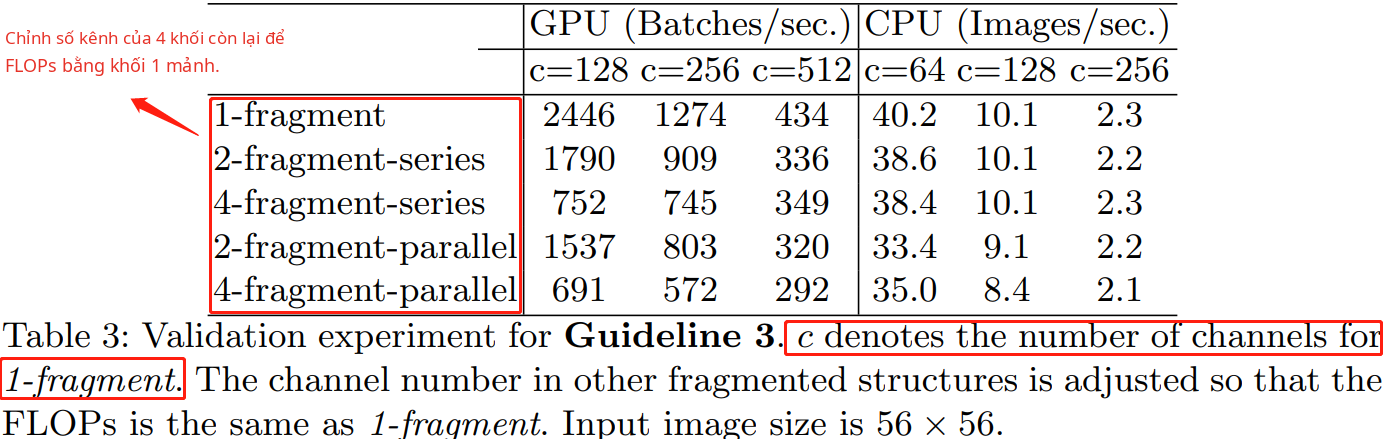 Chỉnh số kênh của 4 khối còn lại để
FLOPs bằng khối 1 mảnh.
GPU (Batches/sec.) CPU (Images/sec.)
c=128 c=256 c=512 c=64 c=128 c=256
1-fragment 2446 1274 434 40.2 10.1 2.3
2-fragment-series 1790 909 336 38.6 10.1 2.2
4-fragment-series 752 745 349 38.4 10.1 2.3
2-fragment-parallel 1537 803 320 33.4 9.1 2.2
4-fragment-parallel 691 572 292 35.0 8.4 2.1
Table 3: Validation experiment for Guideline 3. c denotes the number of channels for
1-fragment. The channel number in other fragmented structures is adjusted so that the
FLOPs is the same as 1-fragment. Input image size is 56 × 56.